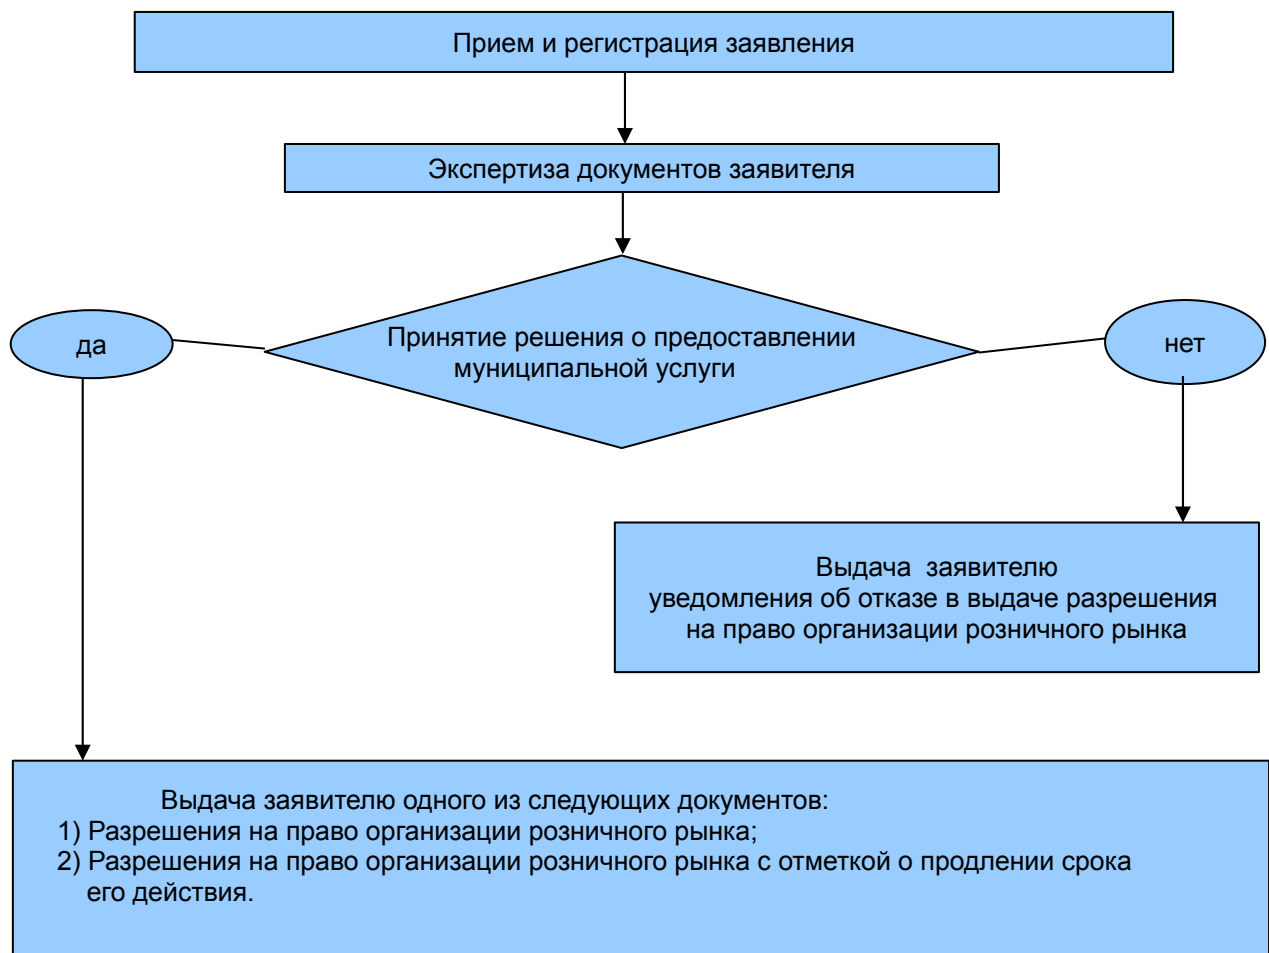 Прием и регистрация заявления
Экспертиза документов заявителя
Принятие решения о предоставлении
муниципальной услуги
да
нет
Выдача заявителю
уведомления об отказе в выдаче разрешения
на право организации розничного рынка
Выдача заявителю одного из следующих документов:
1) Разрешения на право организации розничного рынка;
2) Разрешения на право организации розничного рынка с отметкой о продлении срока
его действия.